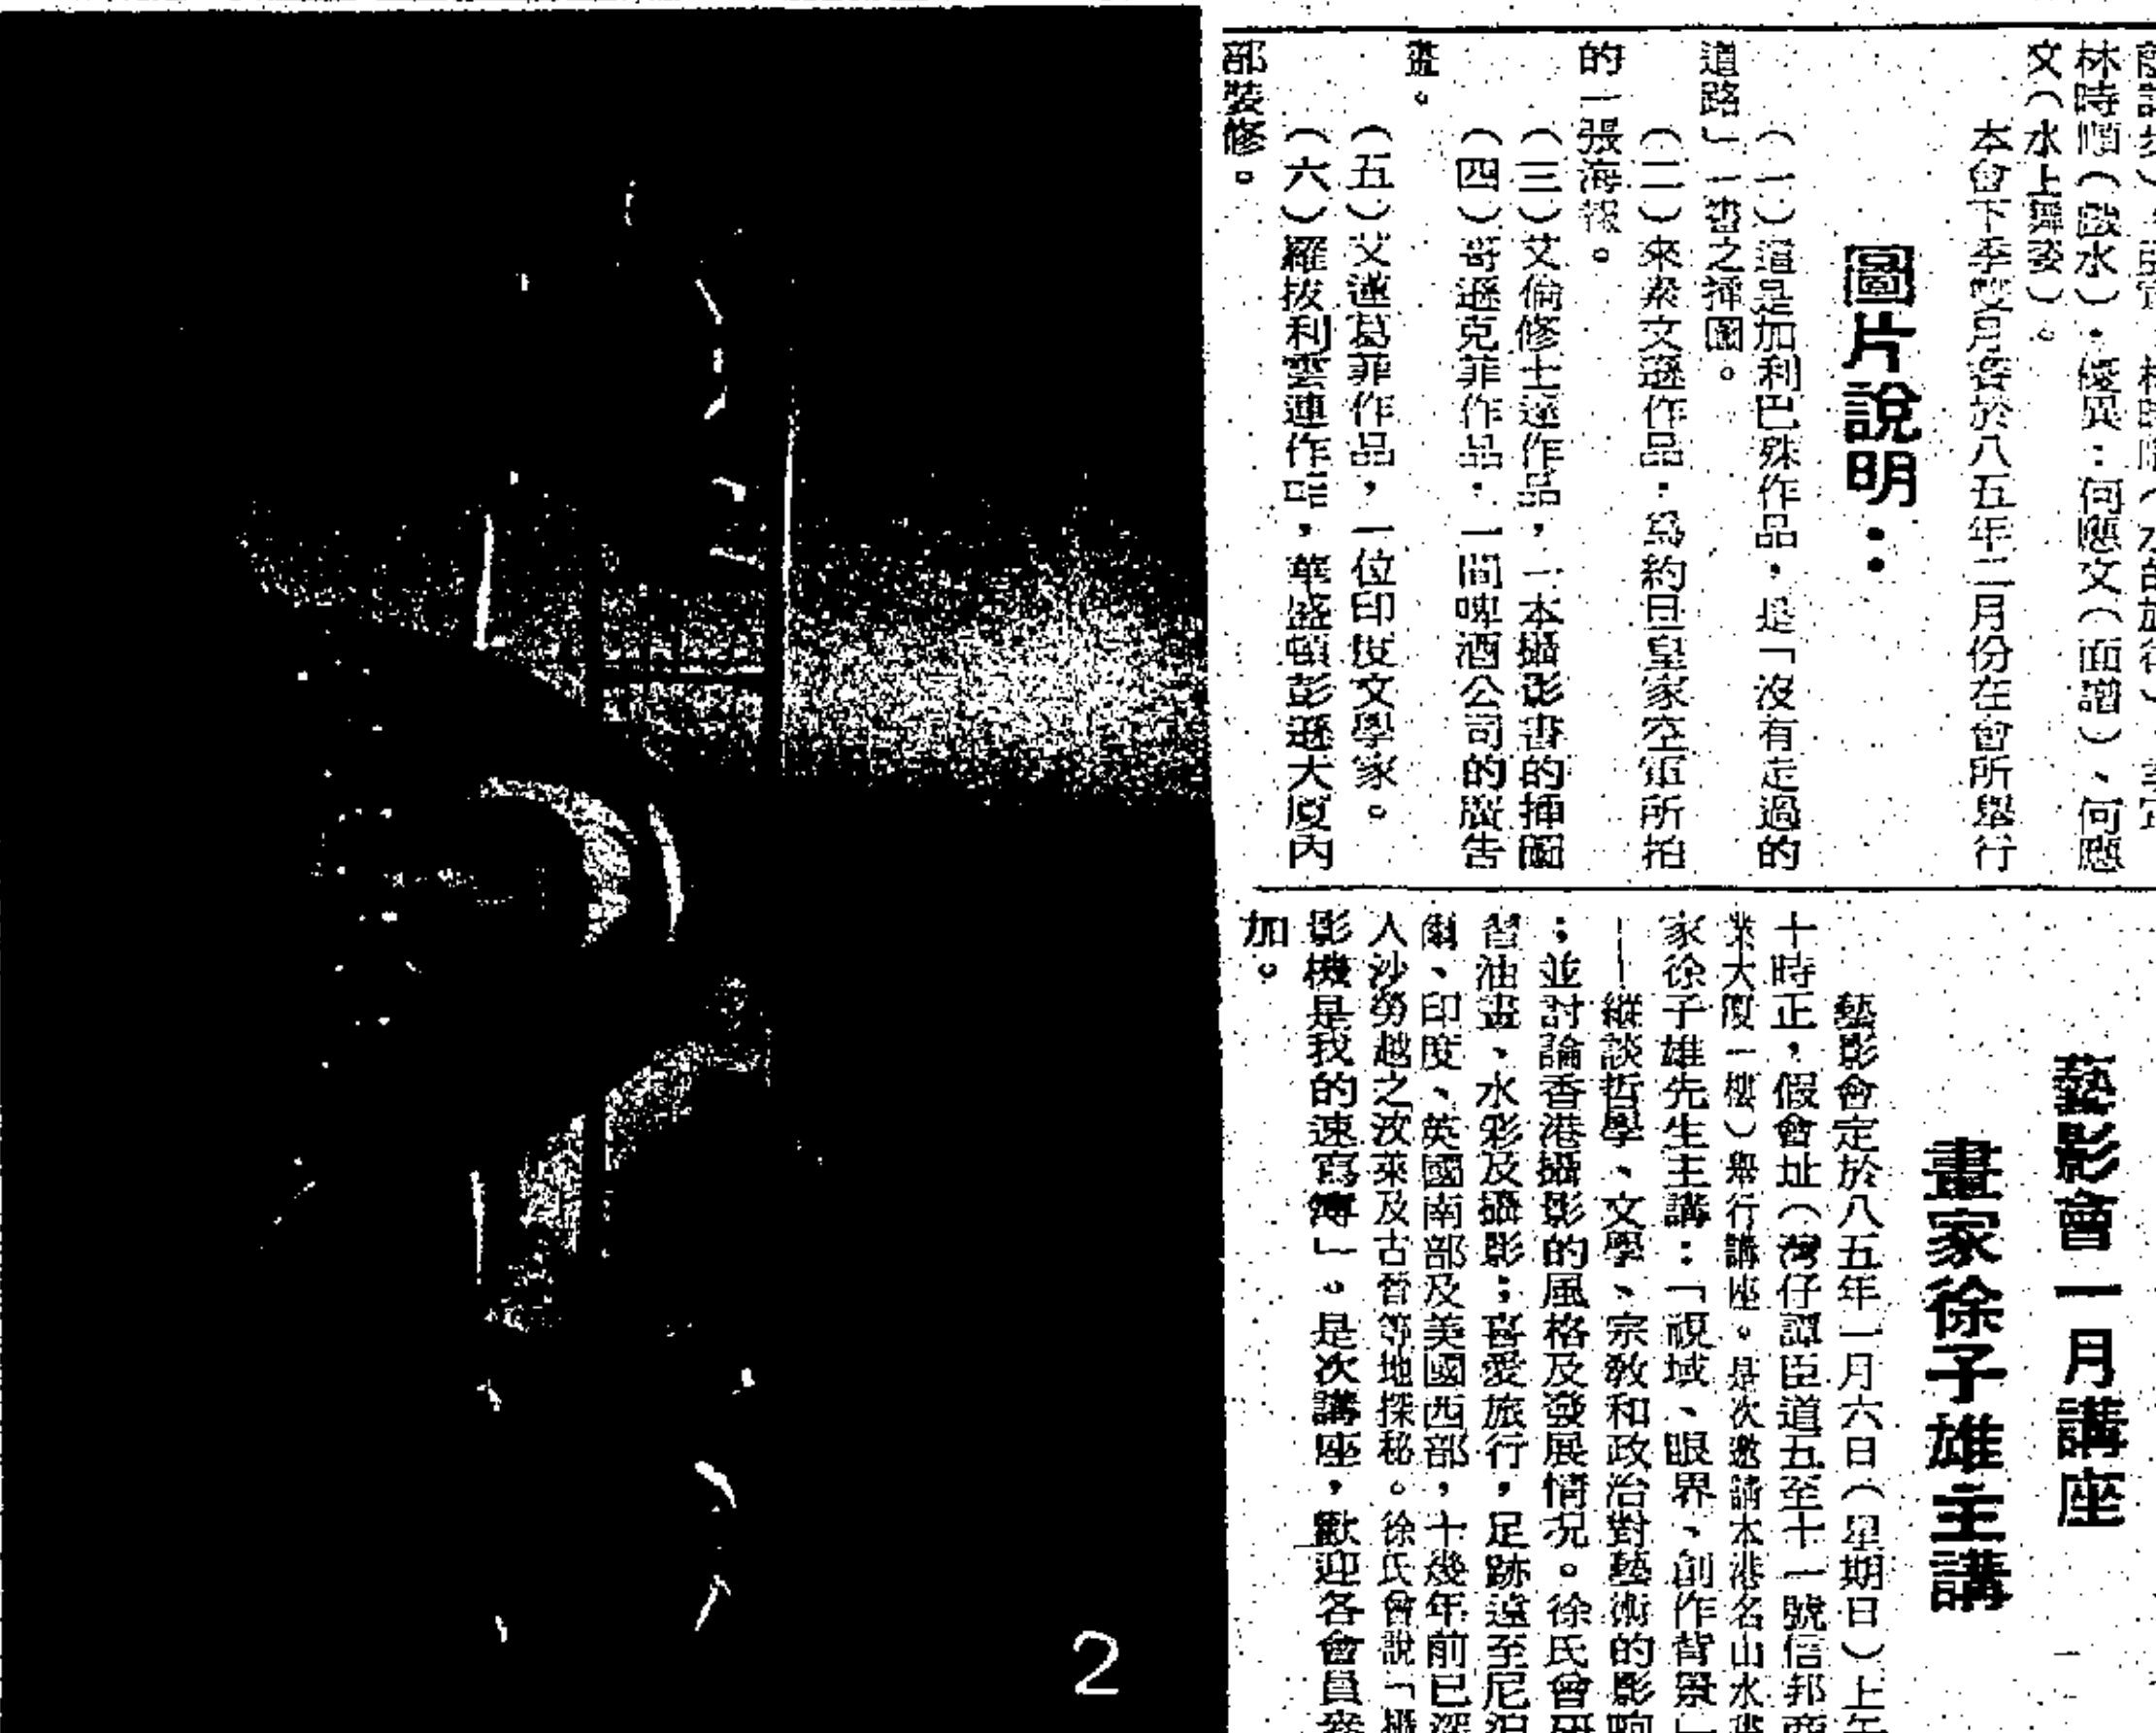 林時順（戲水）・優異：何應文（面譜）、何應
文（水上舞姿）。
本會下季雙月賽於八五年二月份在會所舉行
圖片說明：
（一）這是加利巴殊作品，是「沒有走過的
道路」一書之揷圖。
（二）來衣文遜作品，爲約旦皇家空軍所拍
的一張海報。
（三）艾倫修士遜作品，一本攝影書的揷圖
（四）哥遜克菲作品，一間啤酒公司的廣告
畫。
（五）艾連葛菲作品，一位印度文學家。
（六）羅拔利雲連作品，華盛頓彭遜大廈內
部裝修。
藝影會一月講座
畫家徐子雄主講
藝影會定於八五年一月六日（星期日）上午
十時正，假會址（灣仔譚臣道五至十一號信邦商
業大廈一樓）舉行講座。是次邀請本港名山水畫
家徐子雄先生主講：「視域、眼界、創作背景」
——縱談哲學、文學、宗教和政治對藝術的影响
；並討論香港攝影的風格及發展情况。徐氏曾研
習油畫、水彩及攝影；喜愛旅行，足跡遠至尼泊
爾、印度、英國南部及美國西部，十幾年前已深
人沙勞越之汶萊及古晉等地探秘。徐氏會說「攝
影機是我的速寫簿」。是次講座，歡迎各會員參
加。
2